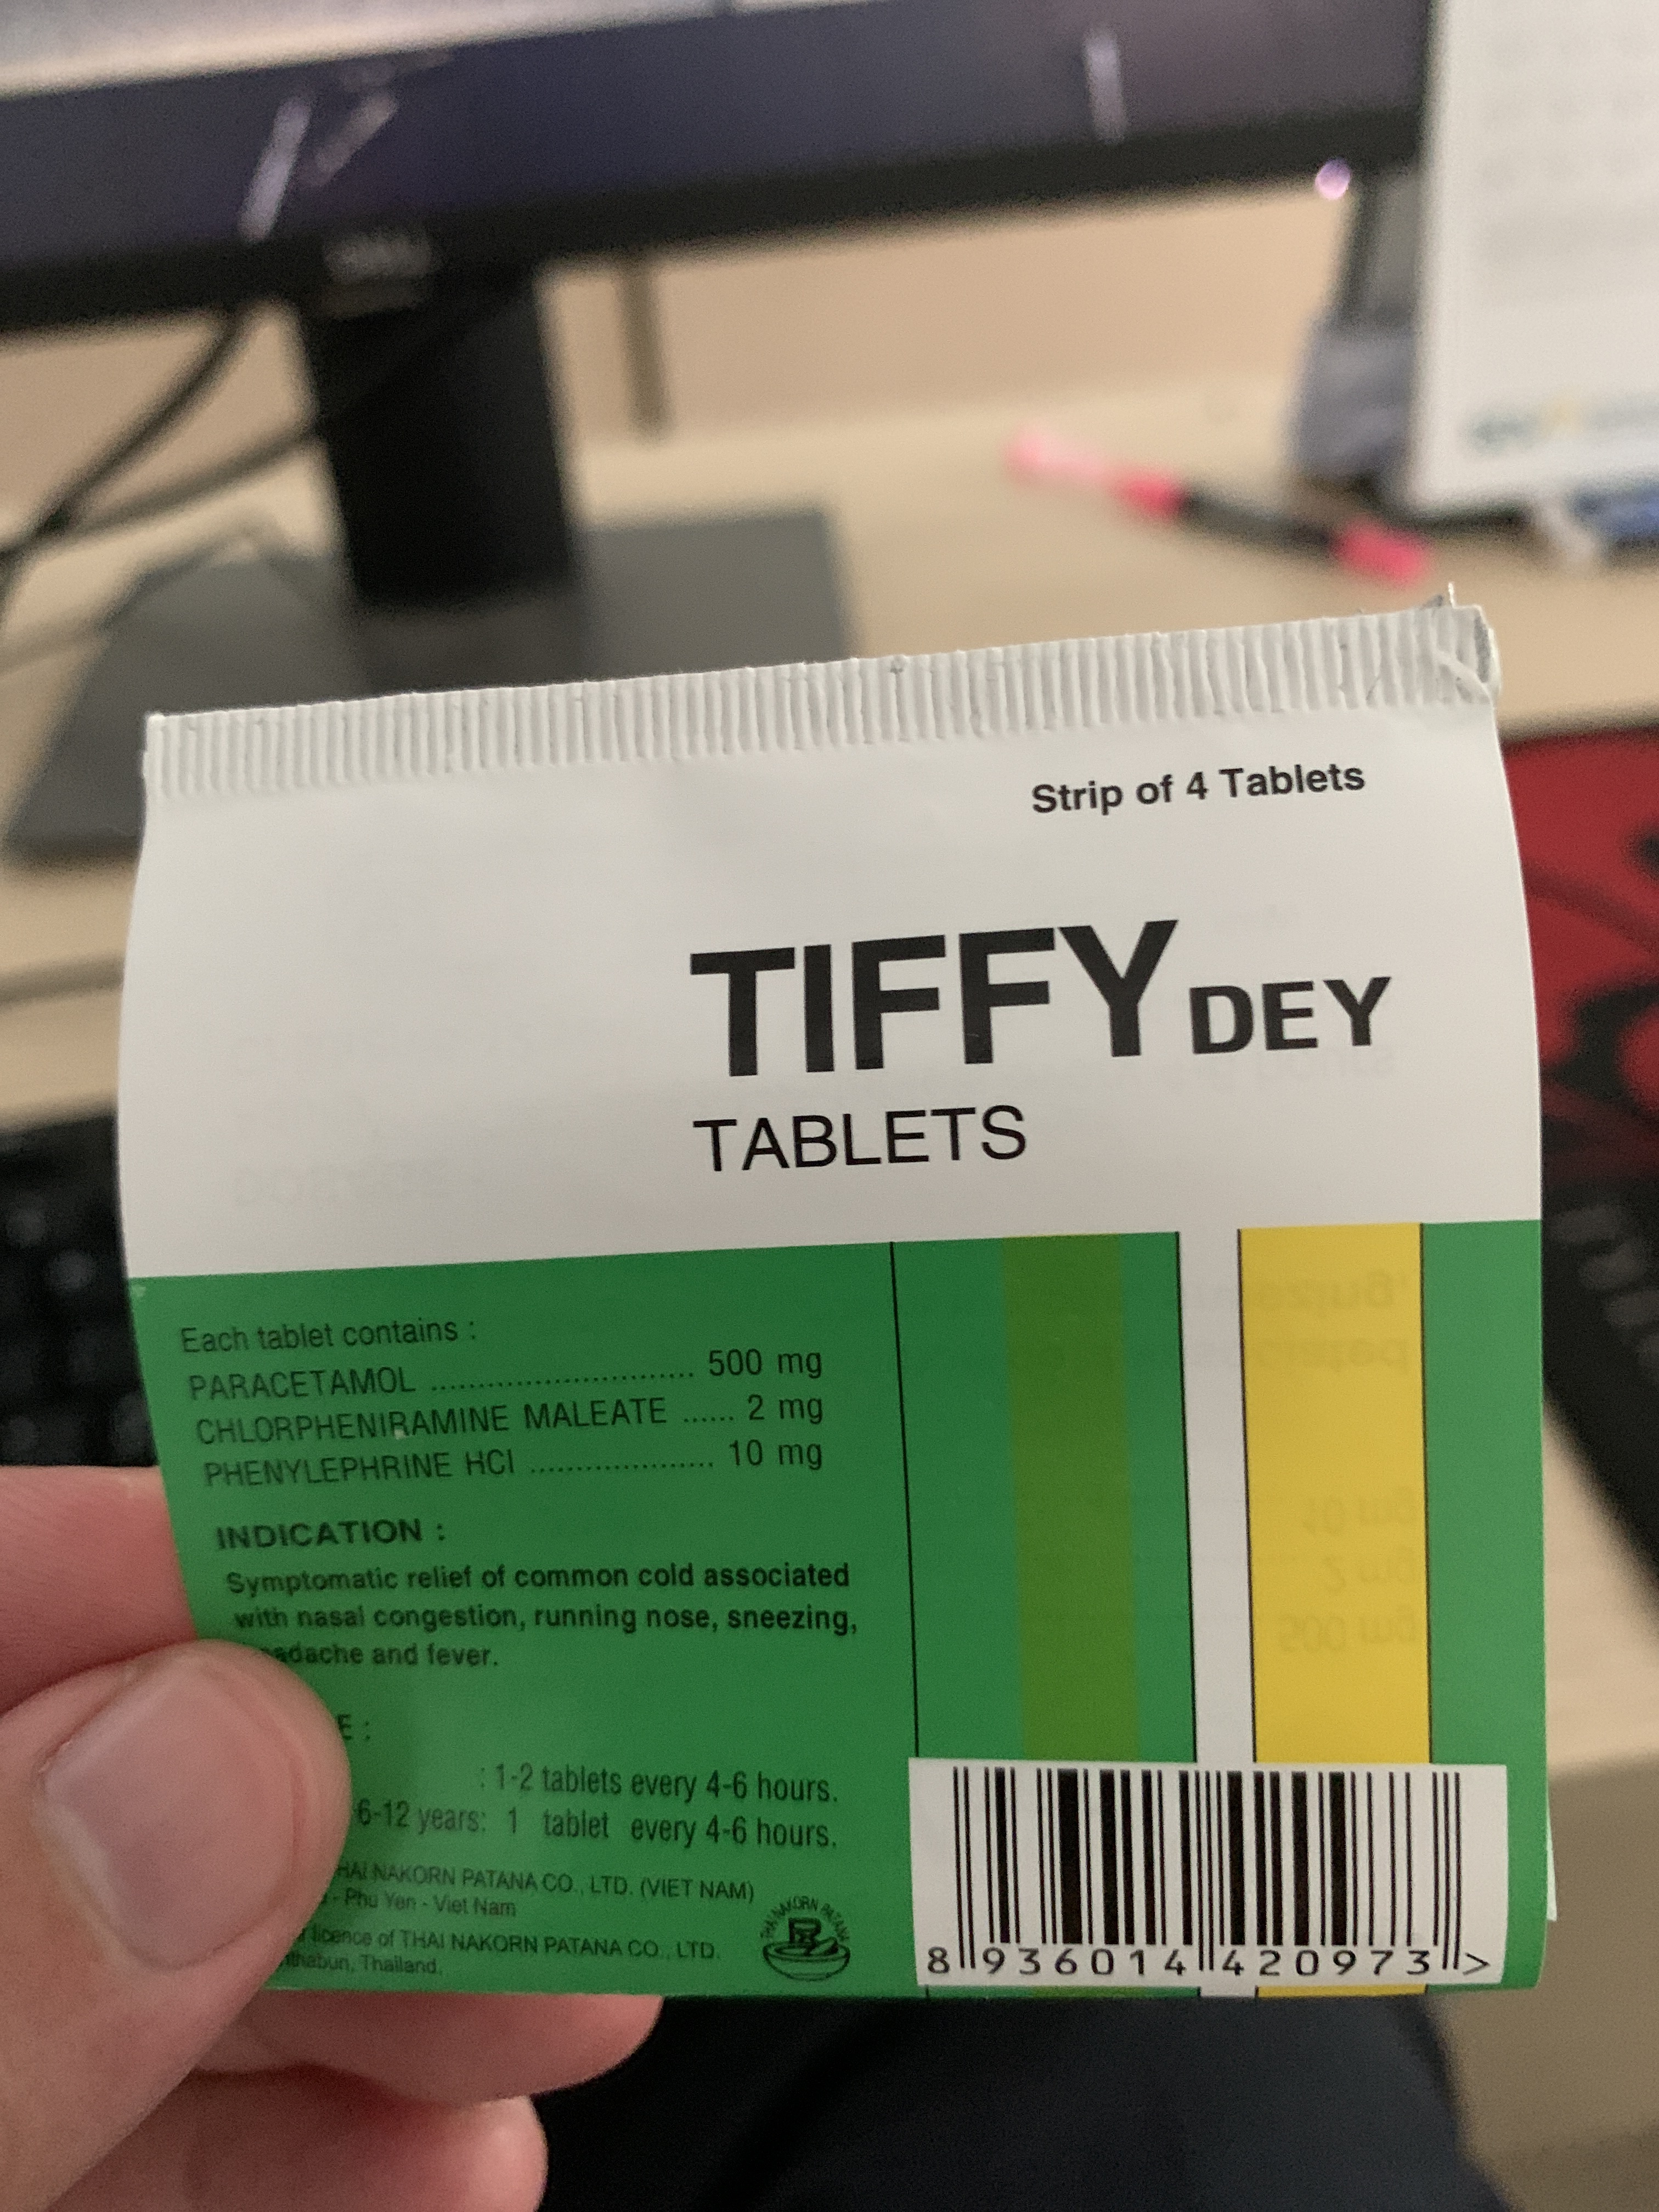 Strip of 4 Tablets
TIFFY DEY
TABLETS
Each tablet contains :
PARACETAMOL ............................ 500 mg
CHLORPHENIRAMINE MALEATE ...... 2 mg
PHENYLEPHRINE HCl .................... 10 mg
INDICATION :
Symptomatic relief of common cold associated
with nasal congestion, running nose, sneezing,
and fever.
: 1-2 tablets every 4-6 hours.
6-12 years: 1 tablet every 4-6 hours.
NAKORN PATANA CO., LTD. (VIET NAM)
- Phu Yen - Viet Nam
licence of THAI NAKORN PATANA CO., LTD.
Thailand.
THAI NAKORN PATANA
8 936014 420973 >